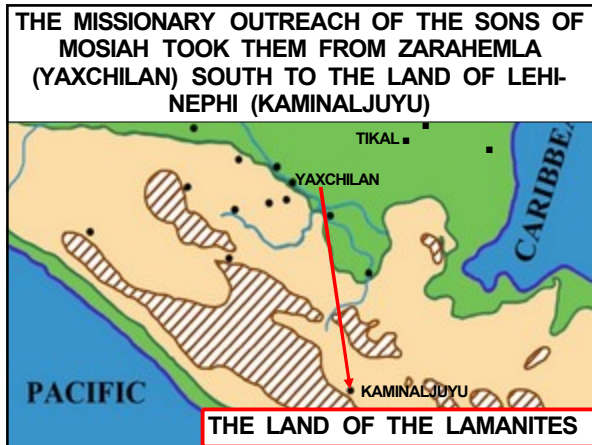 THE MISSIONARY OUTREACH OF THE SONS OF
MOSIAH TOOK THEM FROM ZARAHEMLA
(YAXCHILAN) SOUTH TO THE LAND OF LEHI-
NEPHI (KAMINALJUYU)
TIKAL
YAXCHILAN
CARIBBEA
KAMINALJUYU
PACIFIC
THE LAND OF THE LAMANITES